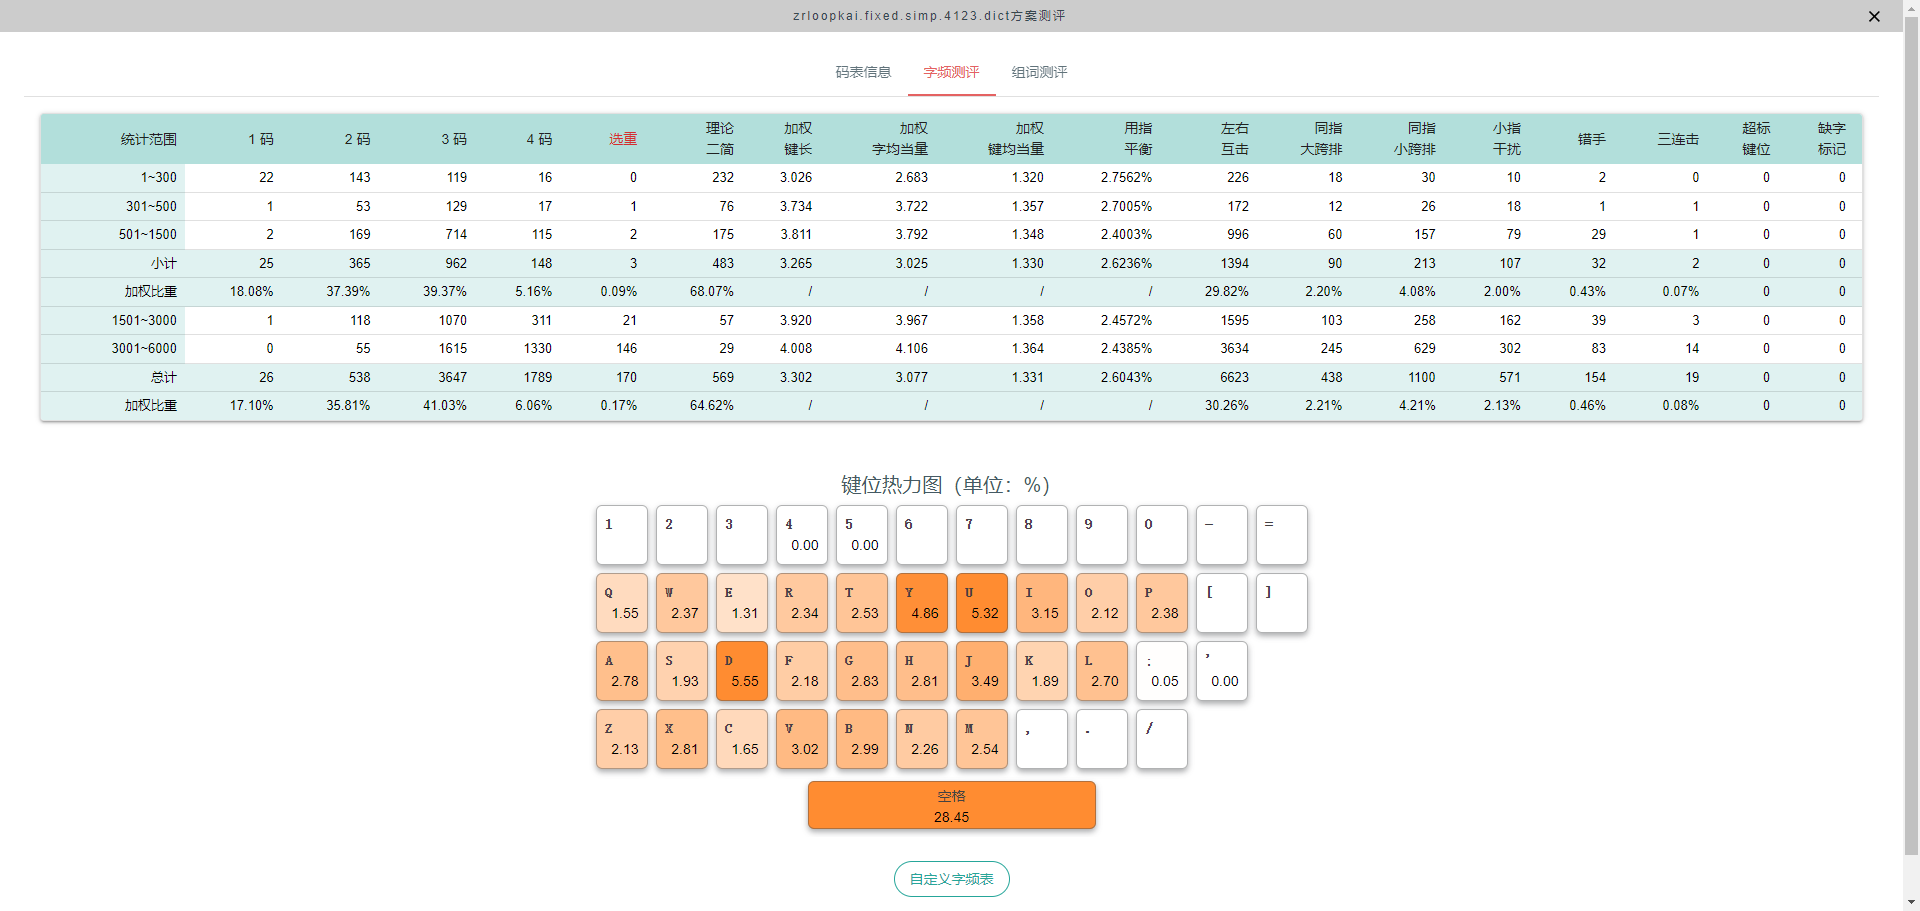 zrloopkai.fixed.simp.4123.dict方案测评
码表信息 字频测评 组词测评
统计范围 1 码 2 码 3 码 4 码 选重 理论二简 加权键长 加权字均当量 加权键均当量 用指平衡 左右互击 同指大跨排 同指小跨排 小指干扰 错手 三连击 超标键位 缺字标记
1~300 22 143 119 16 0 232 3.026 2.683 1.320 2.7562% 226 18 30 10 2 0 0 0
301~500 1 53 129 17 1 76 3.734 3.722 1.357 2.7005% 172 12 26 18 1 1 0 0
501~1500 2 169 714 115 2 175 3.811 3.792 1.348 2.4003% 996 60 157 79 29 1 0 0
小计 25 365 962 148 3 483 3.265 3.025 1.330 2.6236% 1394 90 213 107 32 2 0 0
加权比重 18.08% 37.39% 39.37% 5.16% 0.09% 68.07% / / / / 29.82% 2.20% 4.08% 2.00% 0.43% 0.07% 0 0
1501~3000 1 118 1070 311 21 57 3.920 3.967 1.358 2.4572% 1595 103 258 162 39 3 0 0
3001~6000 0 55 1615 1330 146 29 4.008 4.106 1.364 2.4385% 3634 245 629 302 83 14 0 0
总计 26 538 3647 1789 170 569 3.302 3.077 1.331 2.6043% 6623 438 1100 571 154 19 0 0
加权比重 17.10% 35.81% 41.03% 6.06% 0.17% 64.62% / / / / 30.26% 2.21% 4.21% 2.13% 0.46% 0.08% 0 0
键位热力图（单位：%）
1 2 3 4 5 6 7 8 9 0 - =
0.00 0.00
Q W E R T Y U I O P [ ]
1.55 2.37 1.31 2.34 2.53 4.86 5.32 3.15 2.12 2.38
A S D F G H J K L ; '
2.78 1.93 5.55 2.18 2.83 2.81 3.49 1.89 2.70 0.05 0.00
Z X C V B N M , . /
2.13 2.81 1.65 3.02 2.99 2.26 2.54
空格
28.45
自定义字频表